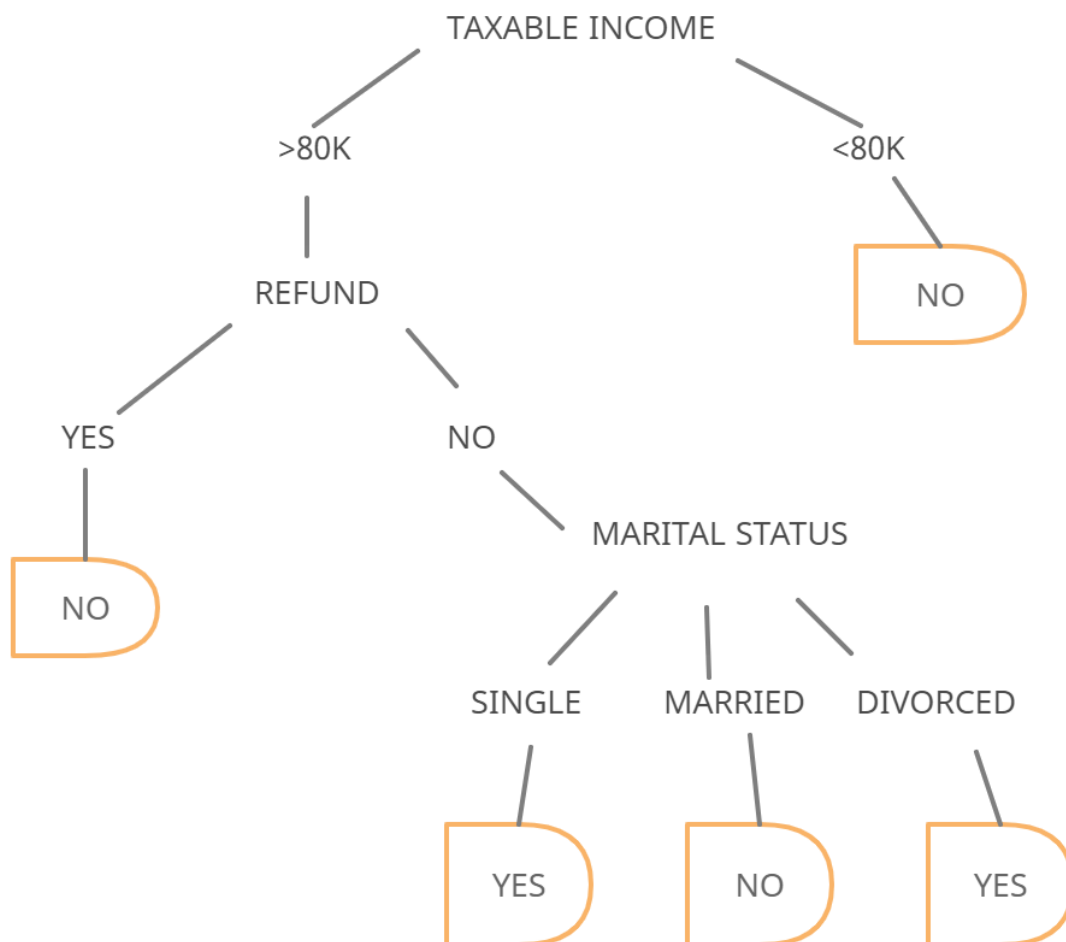 TAXABLE INCOME
>80K
<80K
REFUND
NO
YES
NO
MARITAL STATUS
NO
SINGLE
MARRIED
DIVORCED
YES
NO
YES